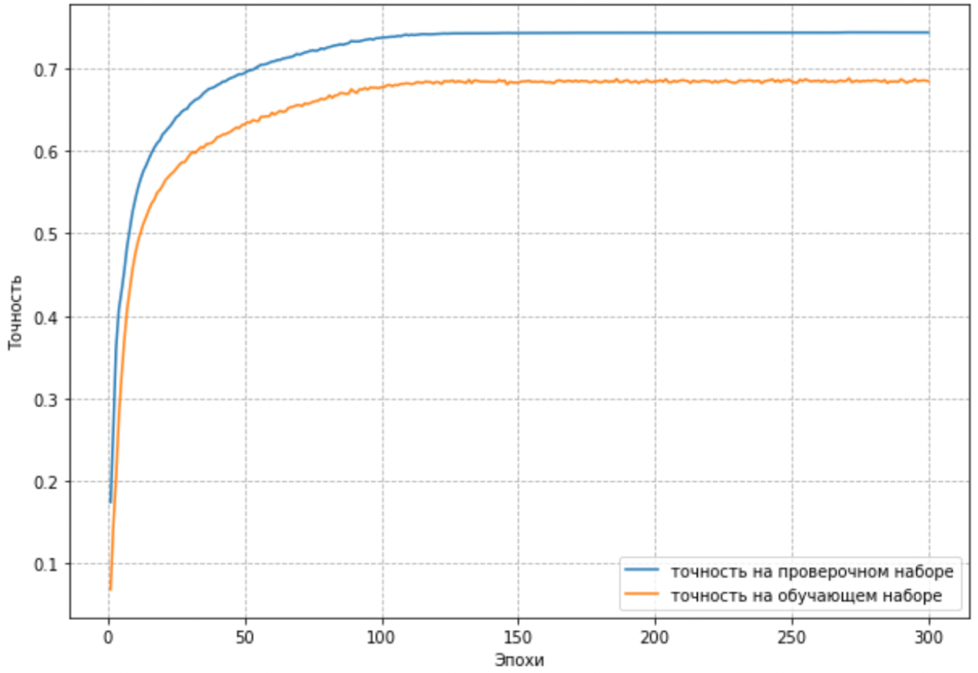 Точность
0.7
0.6
0.5
0.4
0.3
0.2
0.1
точность на проверочном наборе
точность на обучающем наборе
0 50 100 150 200 250 300
Эпохи